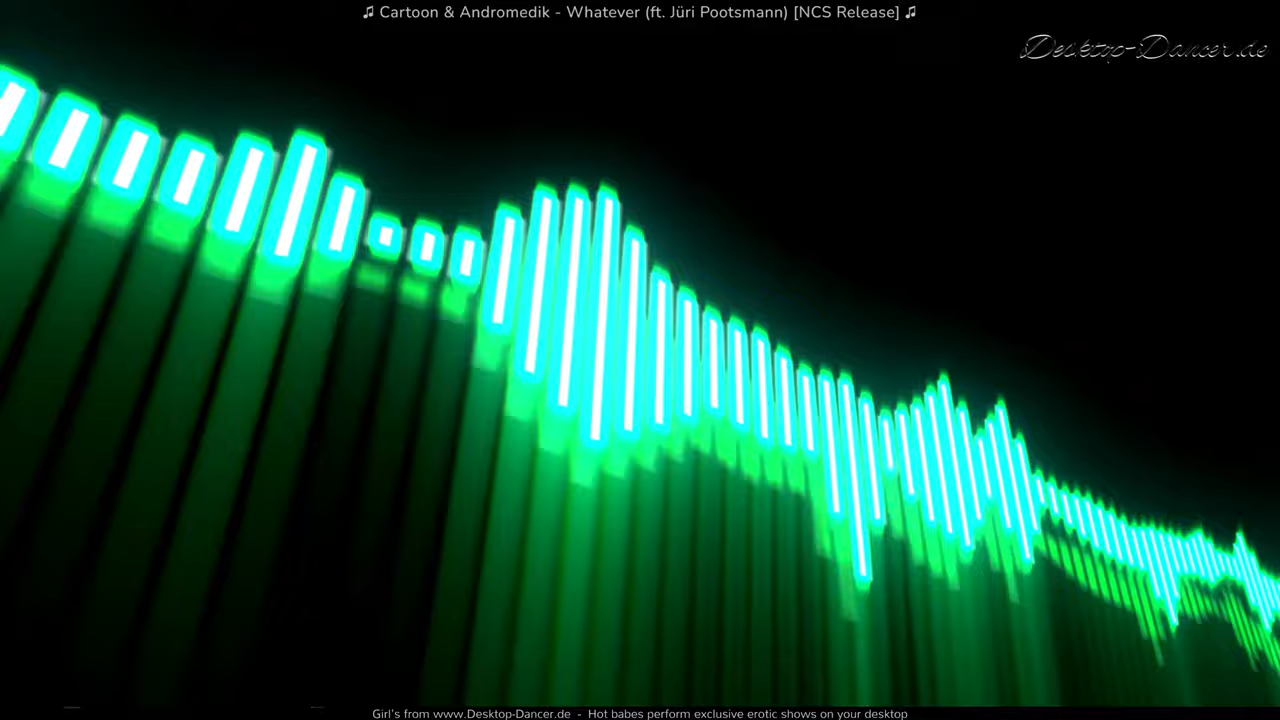 ♫ Cartoon & Andromedik - Whatever (ft. Jüri Pootsmann) [NCS Release] ♫
Desktop-Dancer.de
Girl's from www.Desktop-Dancer.de - Hot babes perform exclusive erotic shows on your desktop